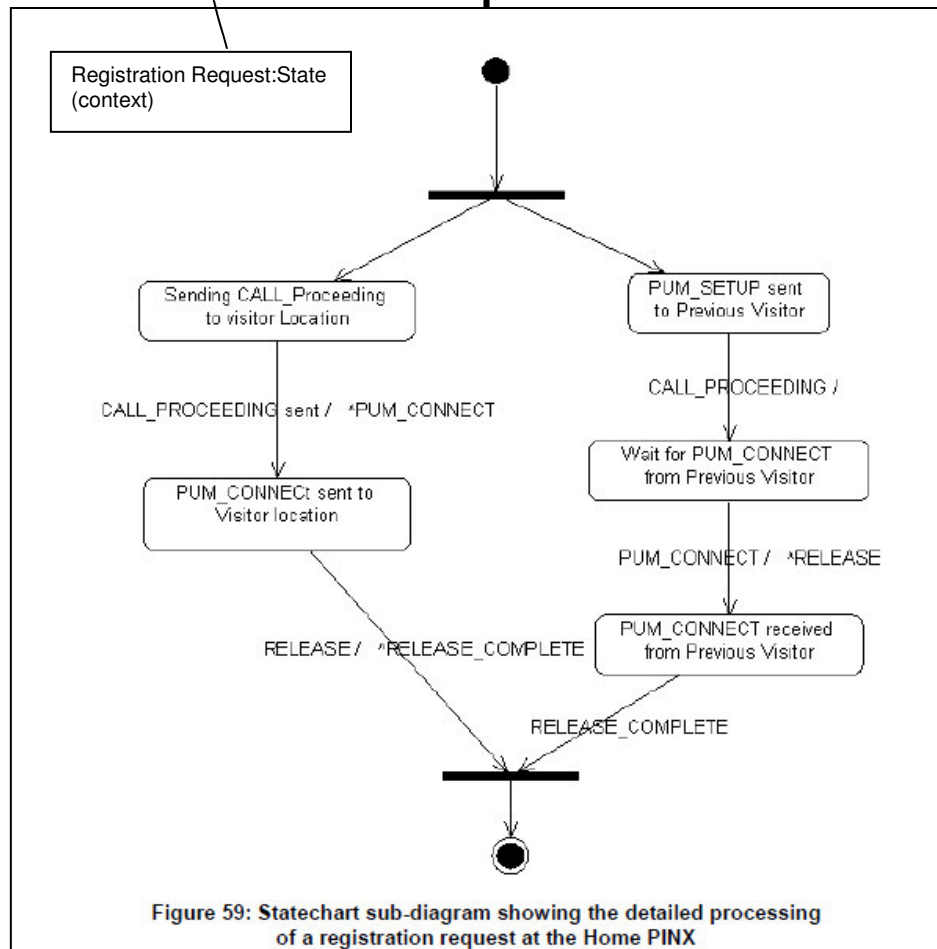 Registration Request:State
(context)
Sending CALL_Proceeding
to visitor Location
PUM_SETUP sent
to Previous Visitor
CALL_PROCEEDING sent / ^PUM_CONNECT
CALL_PROCEEDING /
PUM_CONNECt sent to
Visitor location
Wait for PUM_CONNECT
from Previous Visitor
PUM_CONNECT / ^RELEASE
PUM_CONNECT received
from Previous Visitor
RELEASE / ^RELEASE_COMPLETE
RELEASE_COMPLETE
Figure 59: Statechart sub-diagram showing the detailed processing
of a registration request at the Home PINX